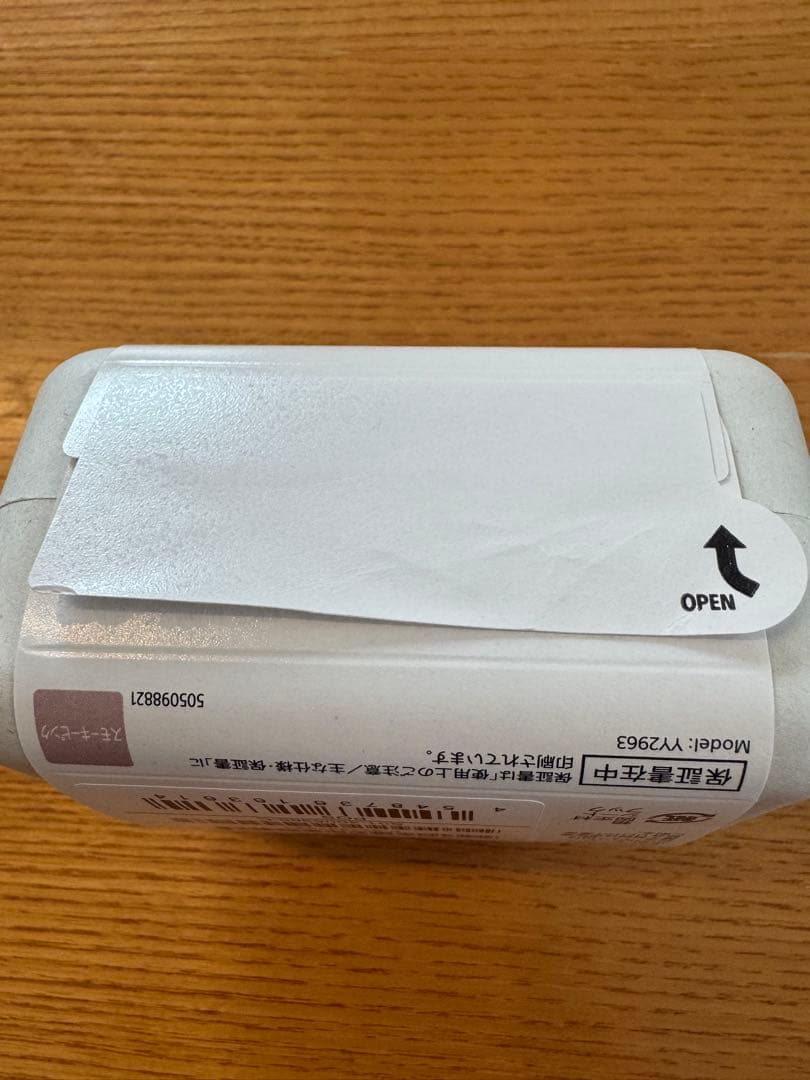 OPEN
スモーキーピンク
505098821
Model: YY2963
保証書在中
保証書は「使用上のご注意/主な仕様・保証書」に
印刷されています。